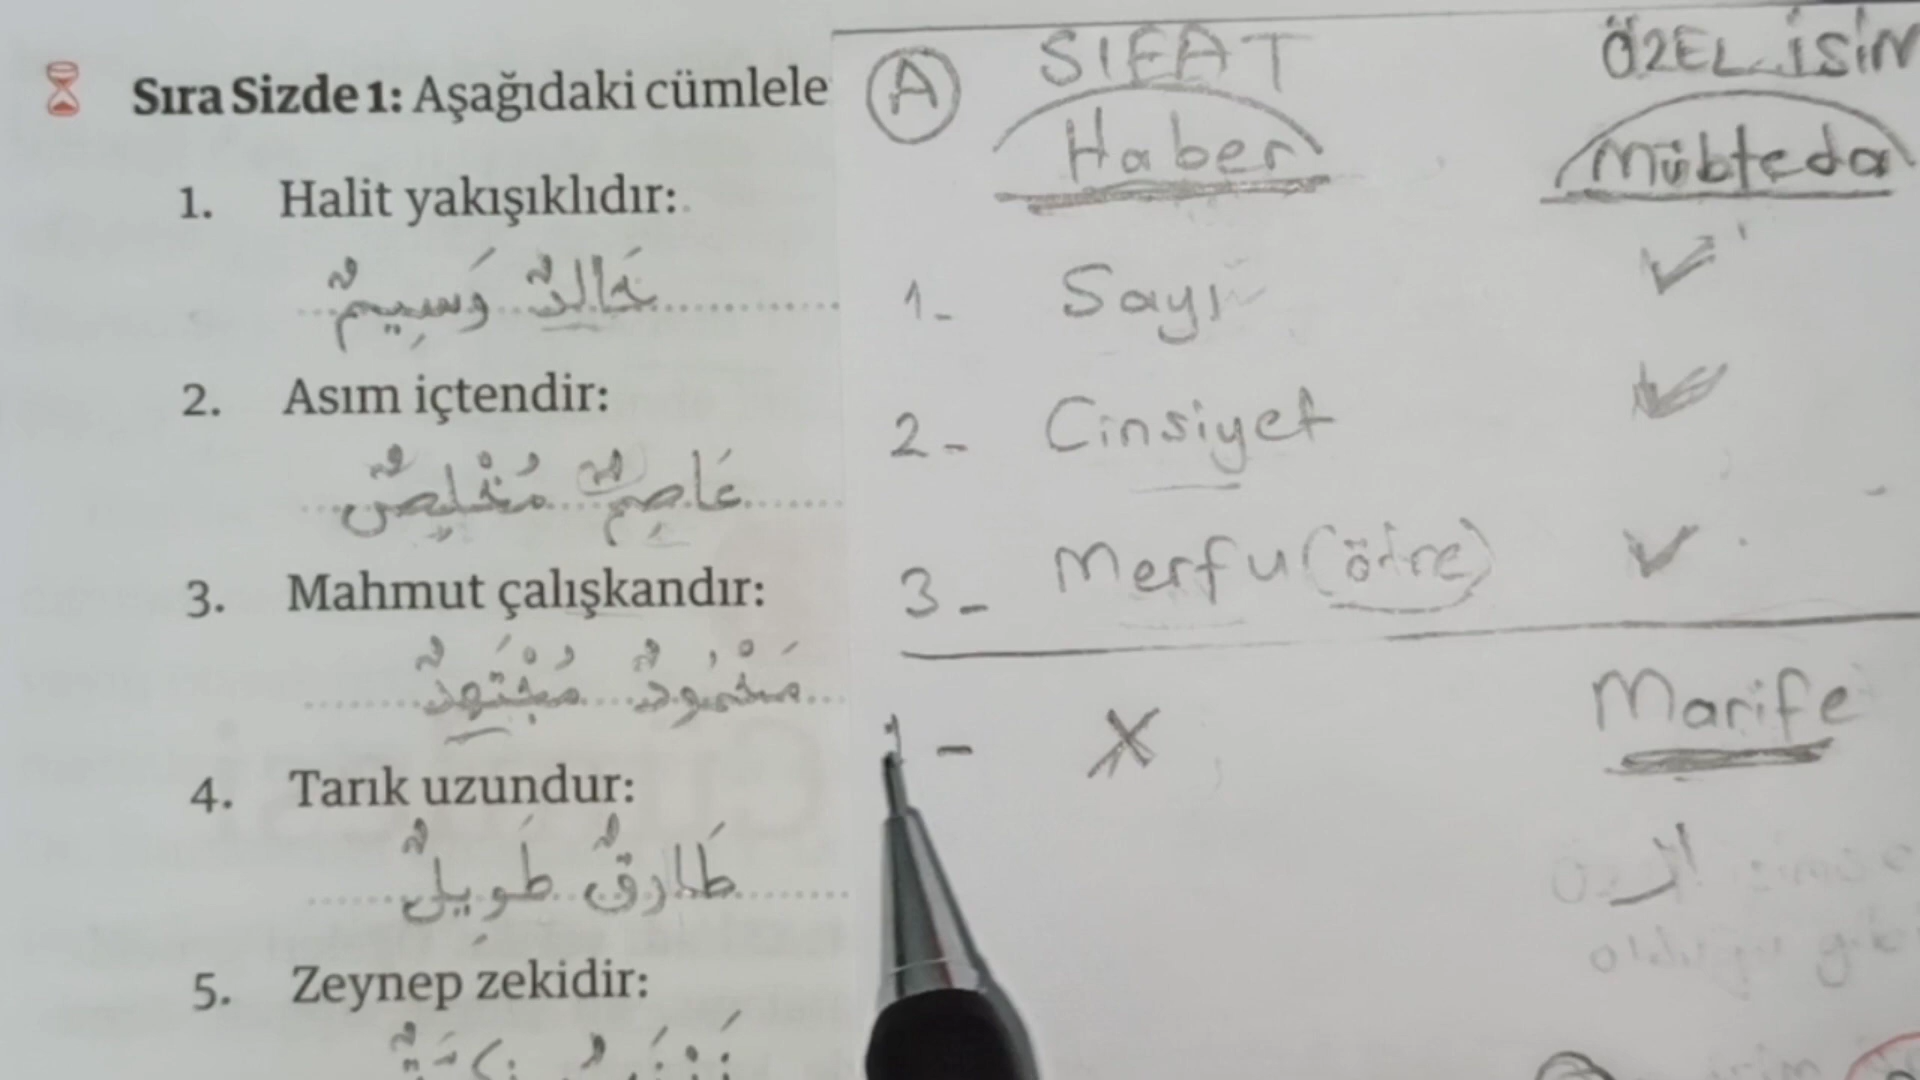 Sıra Sizde 1: Aşağıdaki cümlele
1. Halit yakışıklıdır:
خَالِدٌ وَسِيمٌ
2. Asım içtendir:
عَاصِمٌ مُخْلِصٌ
3. Mahmut çalışkandır:
مَحْمُودٌ مُجْتَهِدٌ
4. Tarık uzundur:
طَارِقٌ طَوِيلٌ
5. Zeynep zekidir:
A SIFAT ÖZEL İSİM
Haber Mübteda
1- Sayı ✓
2- Cinsiyet ✓
3- Merfu (ötre) ✓
1- X Marife
ال